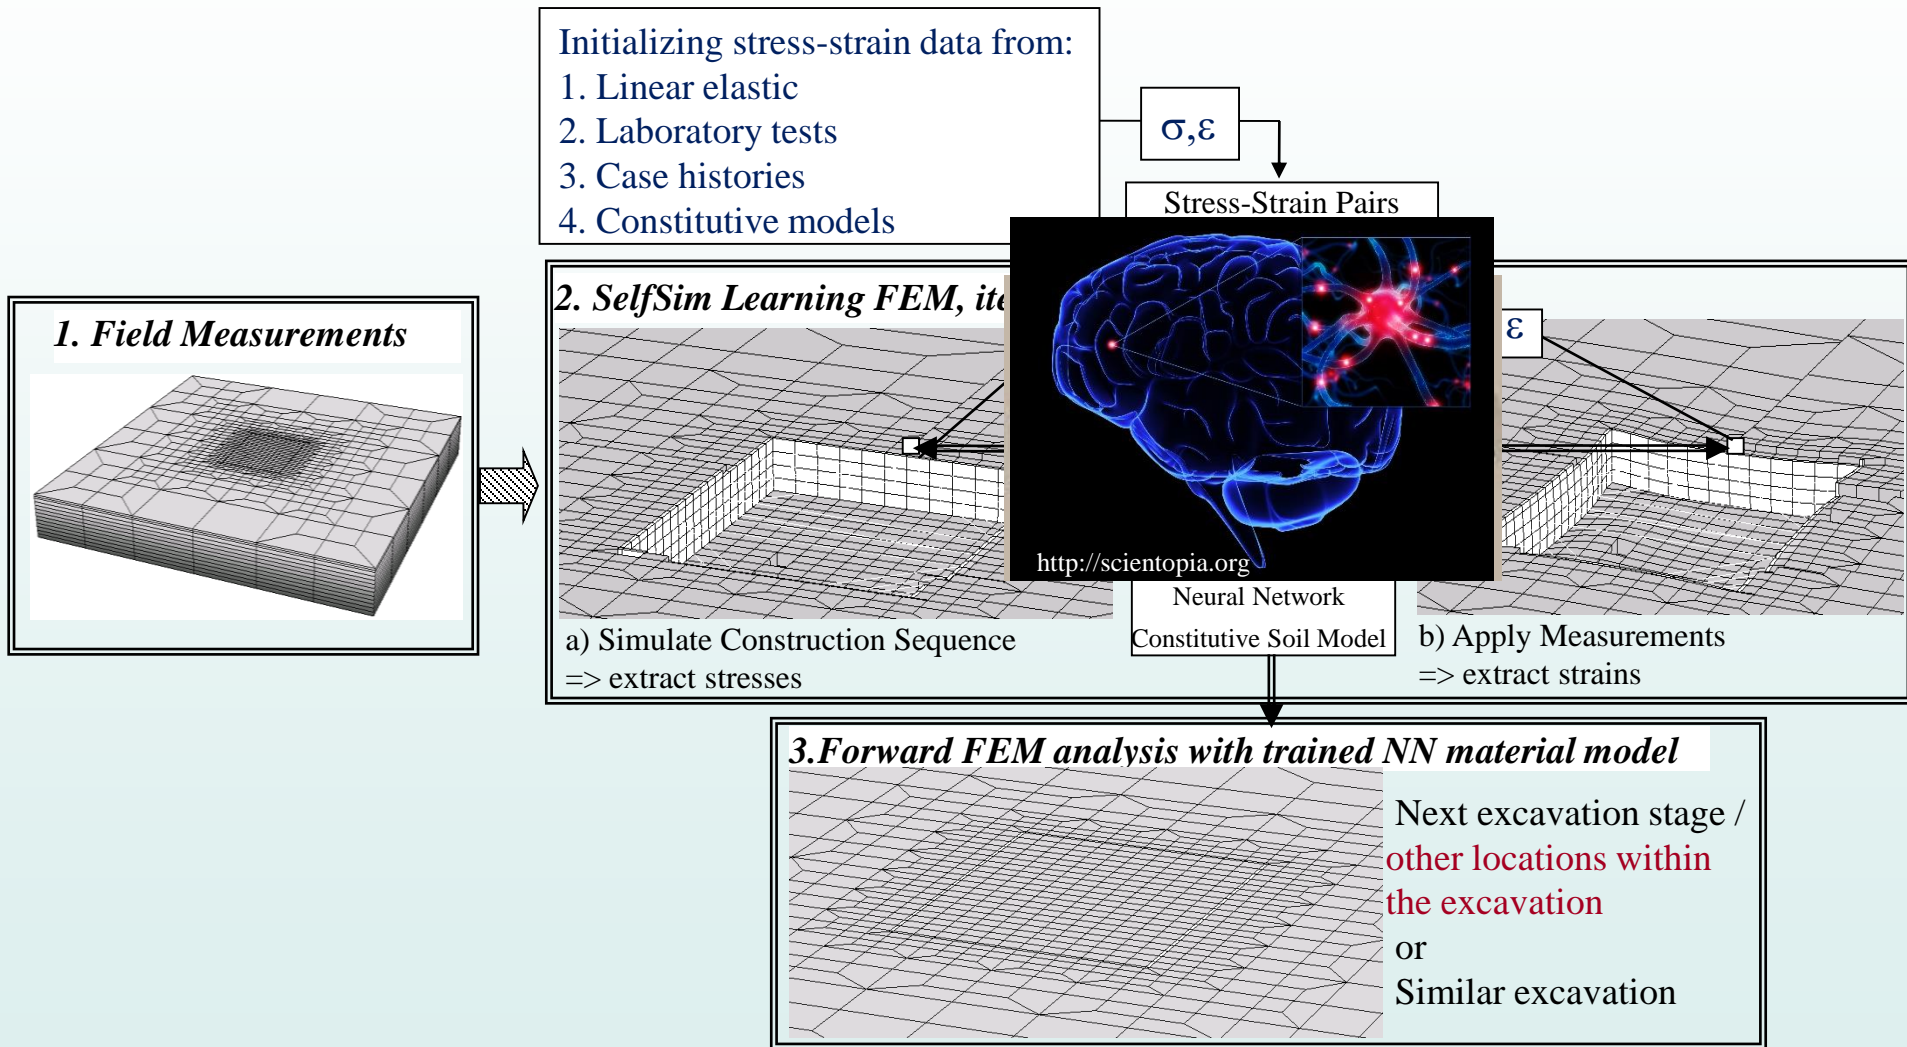 Initializing stress-strain data from:
1. Linear elastic
2. Laboratory tests
3. Case histories
4. Constitutive models
σ,ε
Stress-Strain Pairs
1. Field Measurements
2. SelfSim Learning FEM,
ε
http://scientopia.org
Neural Network
Constitutive Soil Model
a) Simulate Construction Sequence
=> extract stresses
b) Apply Measurements
=> extract strains
3.Forward FEM analysis with trained NN material model
Next excavation stage /
other locations within
the excavation
or
Similar excavation